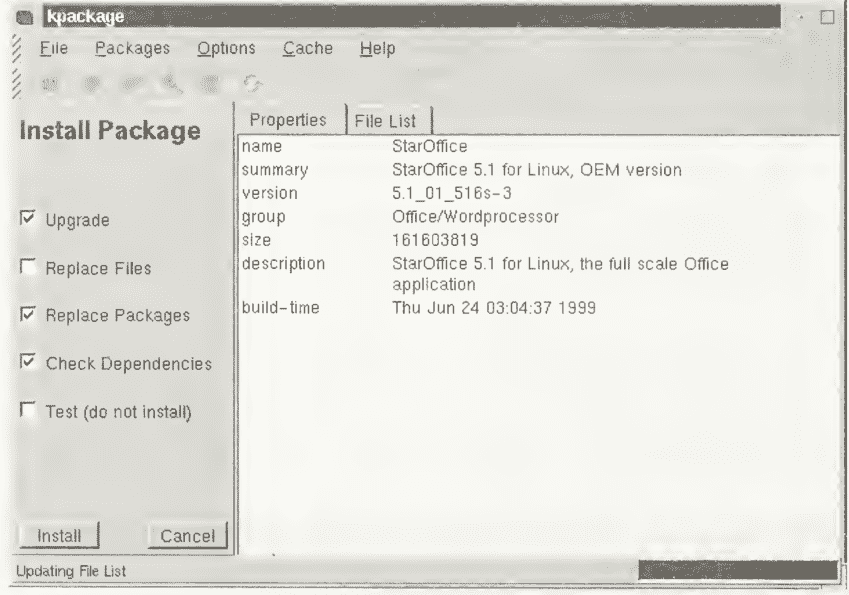 kpackage
File Packages Options Cache Help
Install Package
Upgrade
Replace Files
Replace Packages
Check Dependencies
Test (do not install)
Install Cancel
Properties File List
name StarOffice
summary StarOffice 5.1 for Linux, OEM version
version 5.1_01_516s-3
group Office/Wordprocessor
size 161603819
description StarOffice 5.1 for Linux, the full scale Office
application
build-time Thu Jun 24 03:04:37 1999
Updating File List